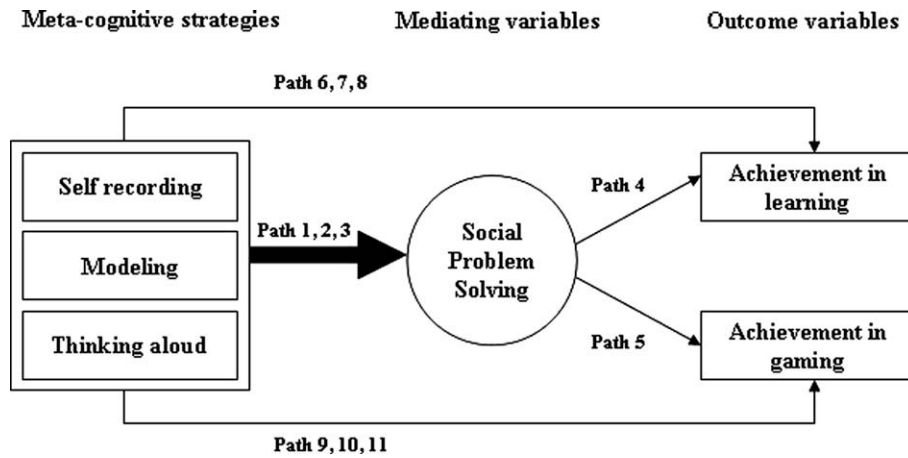 Meta-cognitive strategies
Mediating variables
Outcome variables
Path 6, 7, 8
Self recording
Modeling
Thinking aloud
Path 1, 2, 3
Social
Problem
Solving
Path 4
Path 5
Achievement in
learning
Achievement in
gaming
Path 9, 10, 11